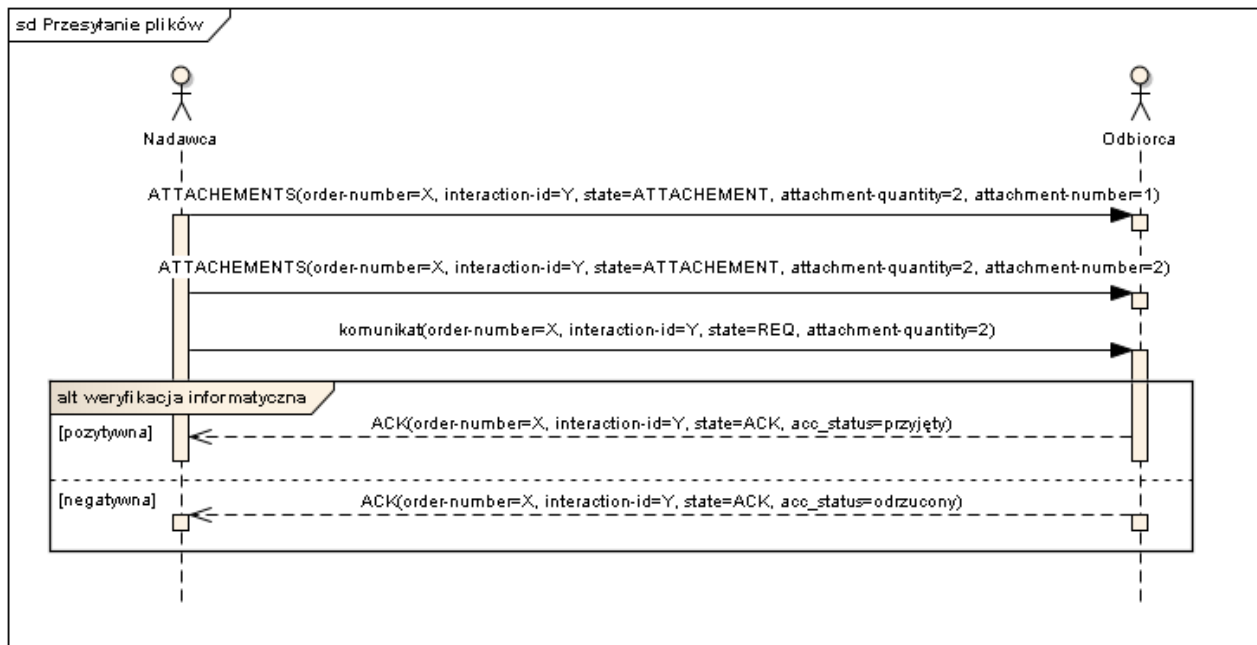 sd Przesyłanie plików
Nadawca
Odbiorca
ATTACHEMENTS(order-number=X, interaction-id=Y, state=ATTACHEMENT, attachment-quantity=2, attachment-number=1)
ATTACHEMENTS(order-number=X, interaction-id=Y, state=ATTACHEMENT, attachment-quantity=2, attachment-number=2)
komunikat(order-number=X, interaction-id=Y, state=REQ, attachment-quantity=2)
alt weryfikacja informatyczna
[pozytywna]
ACK(order-number=X, interaction-id=Y, state=ACK, acc_status=przyjęty)
[negatywna]
ACK(order-number=X, interaction-id=Y, state=ACK, acc_status=odrzucony)